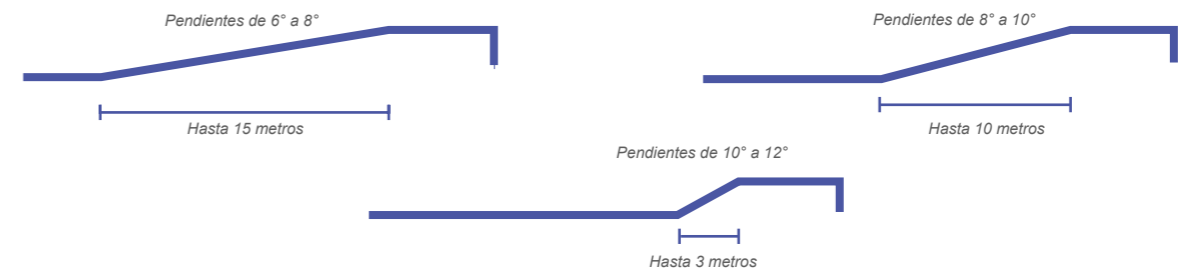 Pendientes de 6° a 8°
Pendientes de 8° a 10°
Hasta 15 metros
Hasta 10 metros
Pendientes de 10° a 12°
Hasta 3 metros